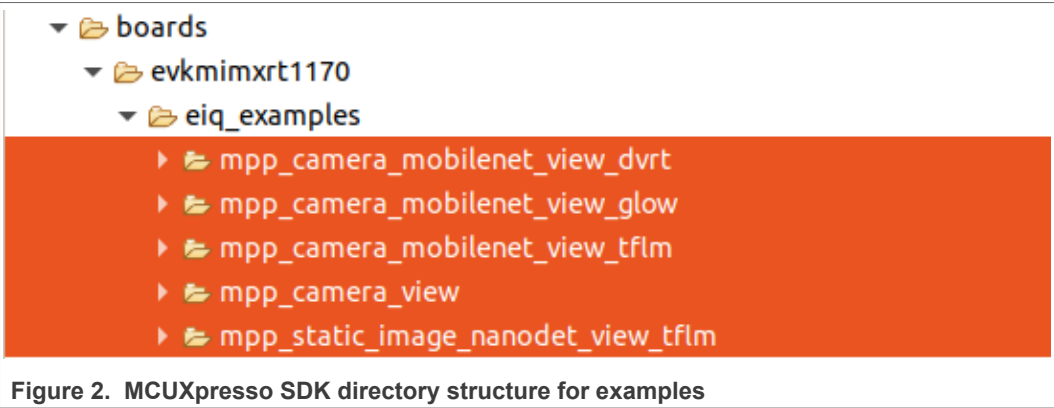 boards
evkmimxrt1170
eiq_examples
mpp_camera_mobilenet_view_dvrt
mpp_camera_mobilenet_view_glow
mpp_camera_mobilenet_view_tflm
mpp_camera_view
mpp_static_image_nanodet_view_tflm
Figure 2. MCUXpresso SDK directory structure for examples